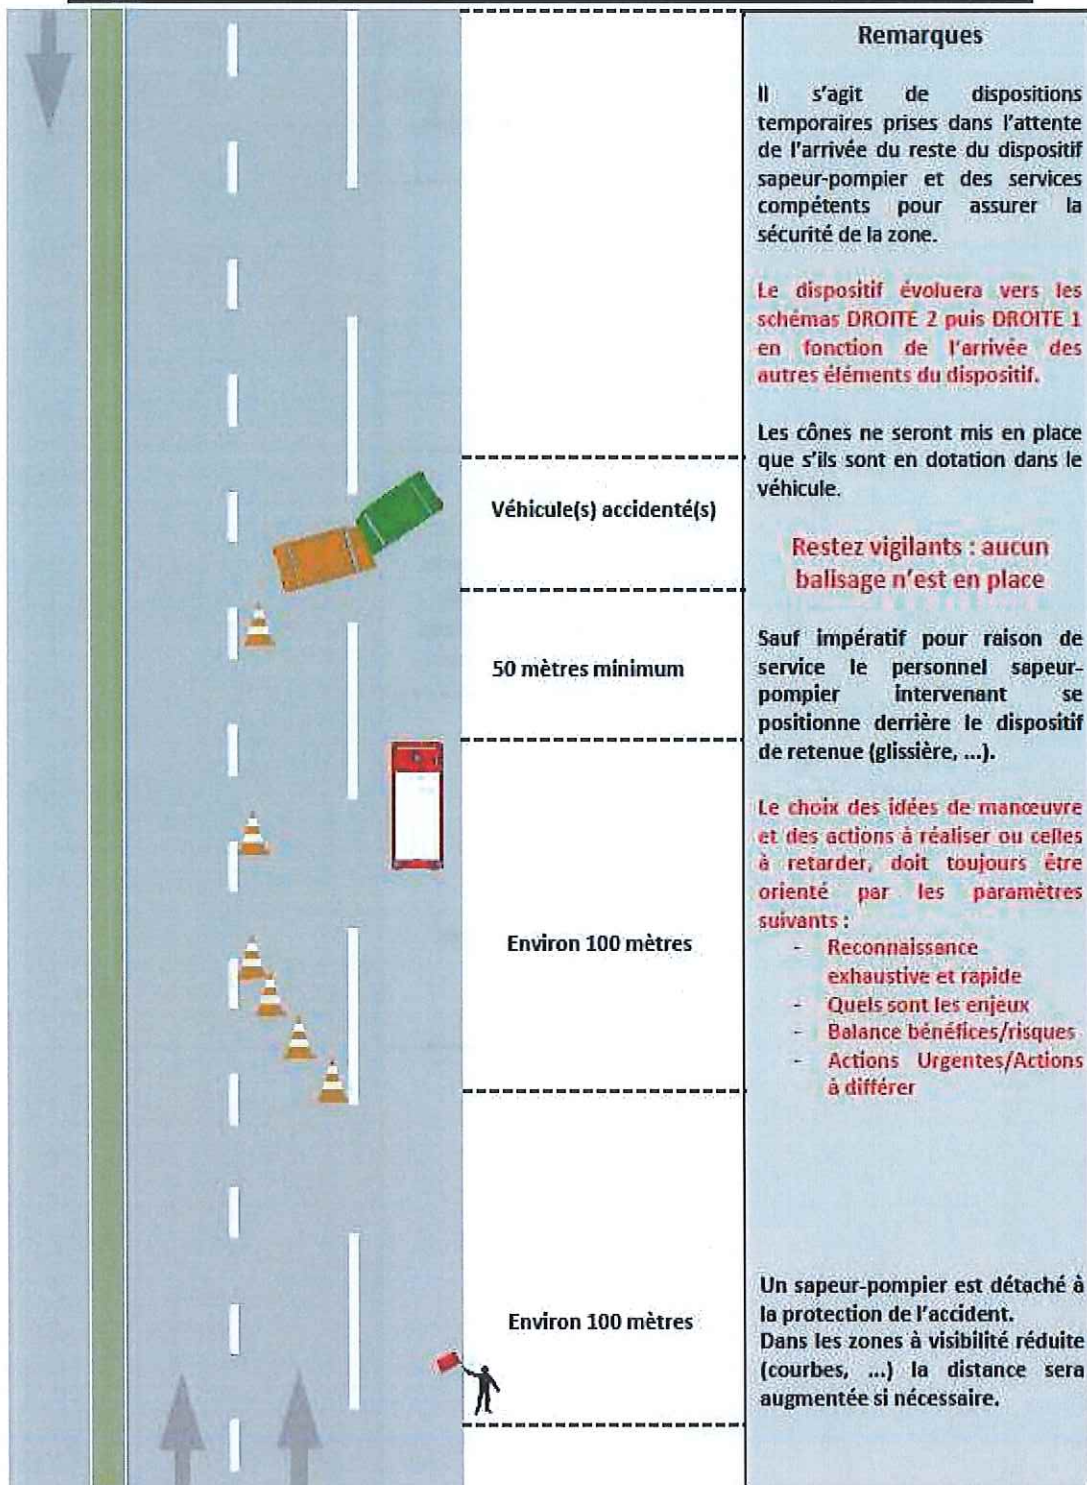 Remarques
Il s'agit de dispositions
temporaires prises dans l'attente
de l'arrivée du reste du dispositif
sapeur-pompier et des services
compétents pour assurer la
sécurité de la zone.
Le dispositif évoluera vers les
schémas DROITE 2 puis DROITE 1
en fonction de l'arrivée des
autres éléments du dispositif.
Les cônes ne seront mis en place
que s'ils sont en dotation dans le
véhicule.
Véhicule(s) accidenté(s)
Restez vigilants : aucun
balisage n'est en place
50 mètres minimum
Sauf impératif pour raison de
service le personnel sapeur-
pompier intervenant se
positionne derrière le dispositif
de retenue (glissière, ...).
Le choix des idées de manœuvre
et des actions à réaliser ou celles
à retarder, doit toujours être
orienté par les paramètres
suivants :
- Reconnaissance
exhaustive et rapide
- Quels sont les enjeux
- Balance bénéfices/risques
- Actions Urgentes/Actions
à différer
Environ 100 mètres
Environ 100 mètres
Un sapeur-pompier est détaché à
la protection de l'accident.
Dans les zones à visibilité réduite
(courbes, ...) la distance sera
augmentée si nécessaire.